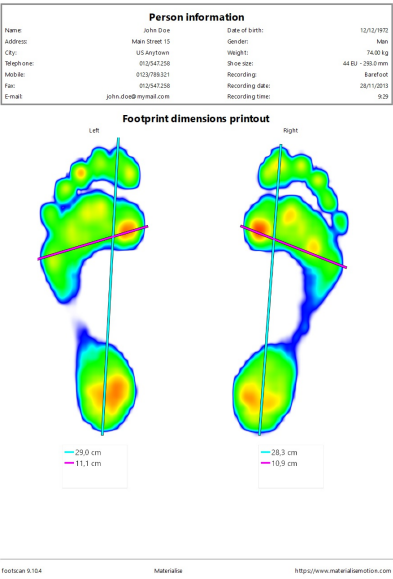 Person information
Name: John Doe Date of birth: 12/12/1972
Address: Main Street 15 Gender: Man
City: US Anytown Weight: 74.00 kg
Telephone: 012/547.258 Shoe size: 44 EU - 293.0 mm
Mobile: 0123/789.321 Recording: Barefoot
Fax: 012/547.258 Recording date: 28/11/2013
E-mail: john.doe@mymail.com Recording time: 9:29
Footprint dimensions printout
Left Right
29,0 cm 28,3 cm
11,1 cm 10,9 cm
footscan 9.10.4 Materialise https://www.materialisemotion.com